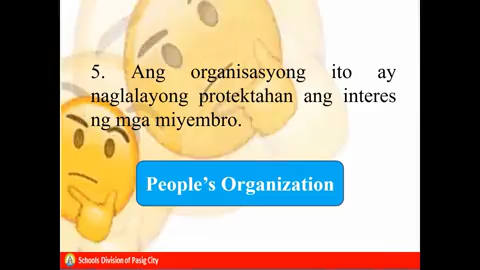 5. Ang organisasyong ito ay
naglalayong protektahan ang interes
ng mga miyembro.
People's Organization
Schools Division of Pasig City